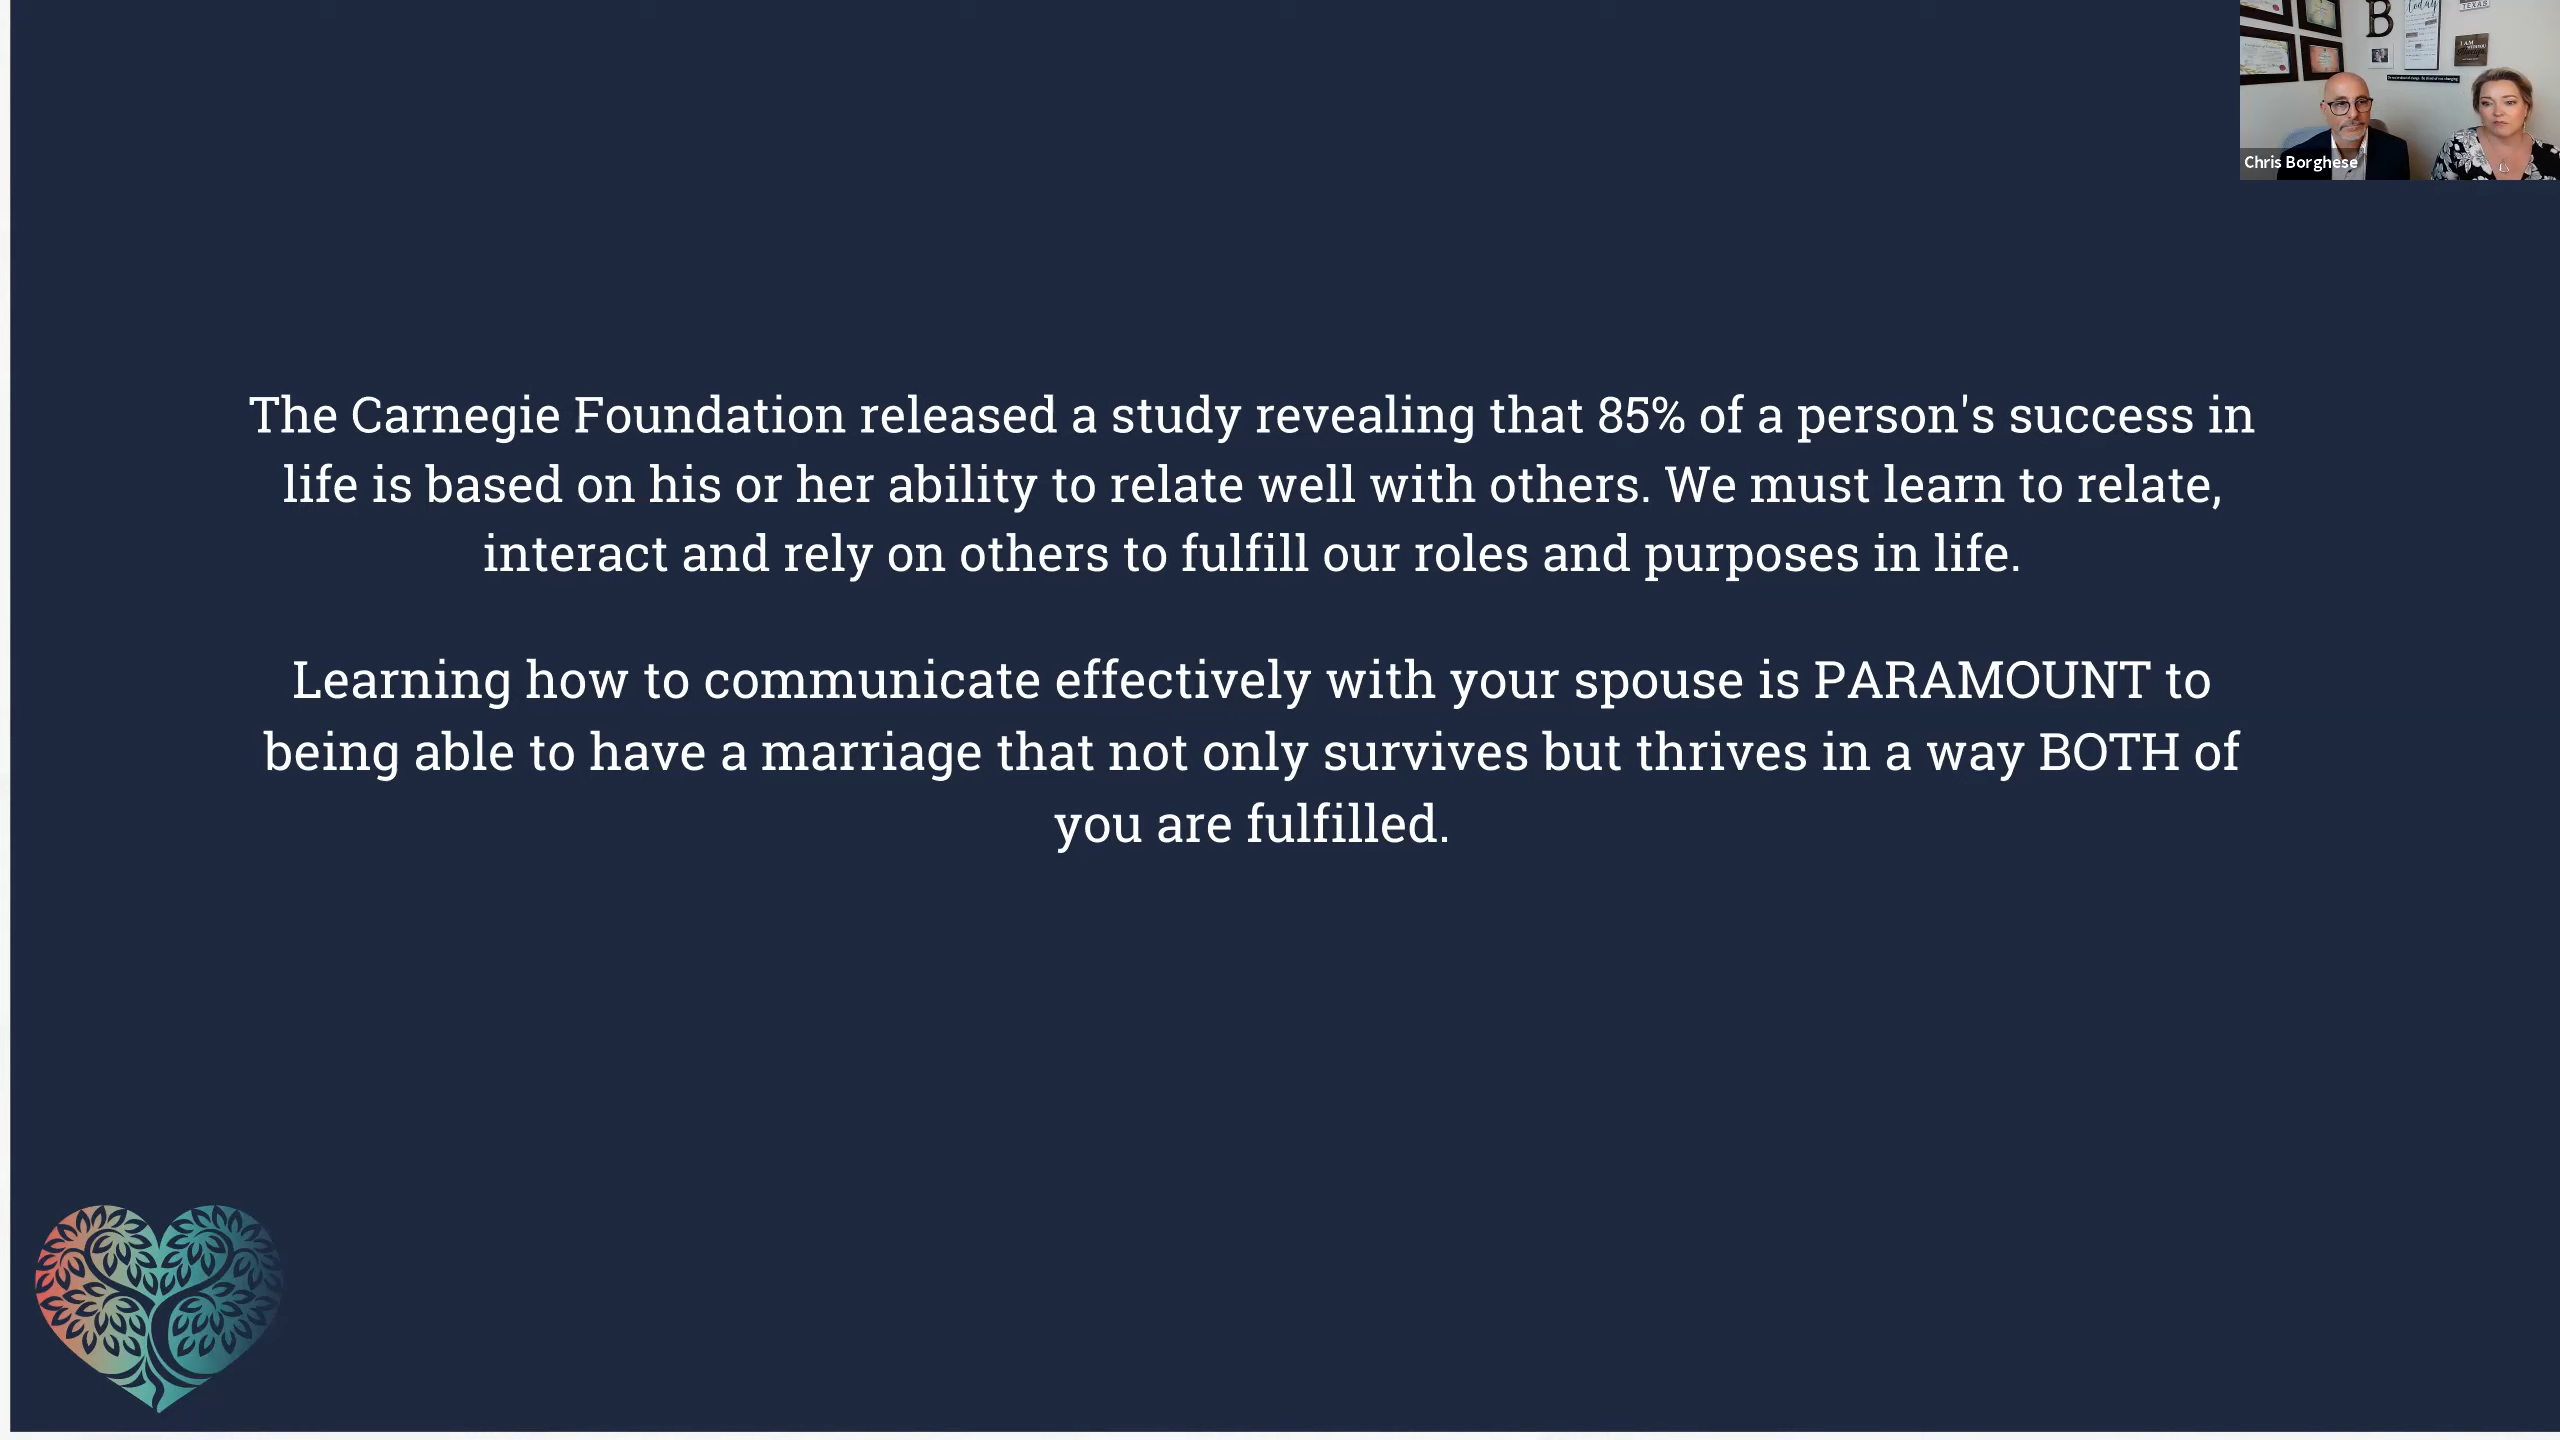 B
today
TEXAS
I AM
Chris Borghese
The Carnegie Foundation released a study revealing that 85% of a person's success in
life is based on his or her ability to relate well with others. We must learn to relate,
interact and rely on others to fulfill our roles and purposes in life.
Learning how to communicate effectively with your spouse is PARAMOUNT to
being able to have a marriage that not only survives but thrives in a way BOTH of
you are fulfilled.